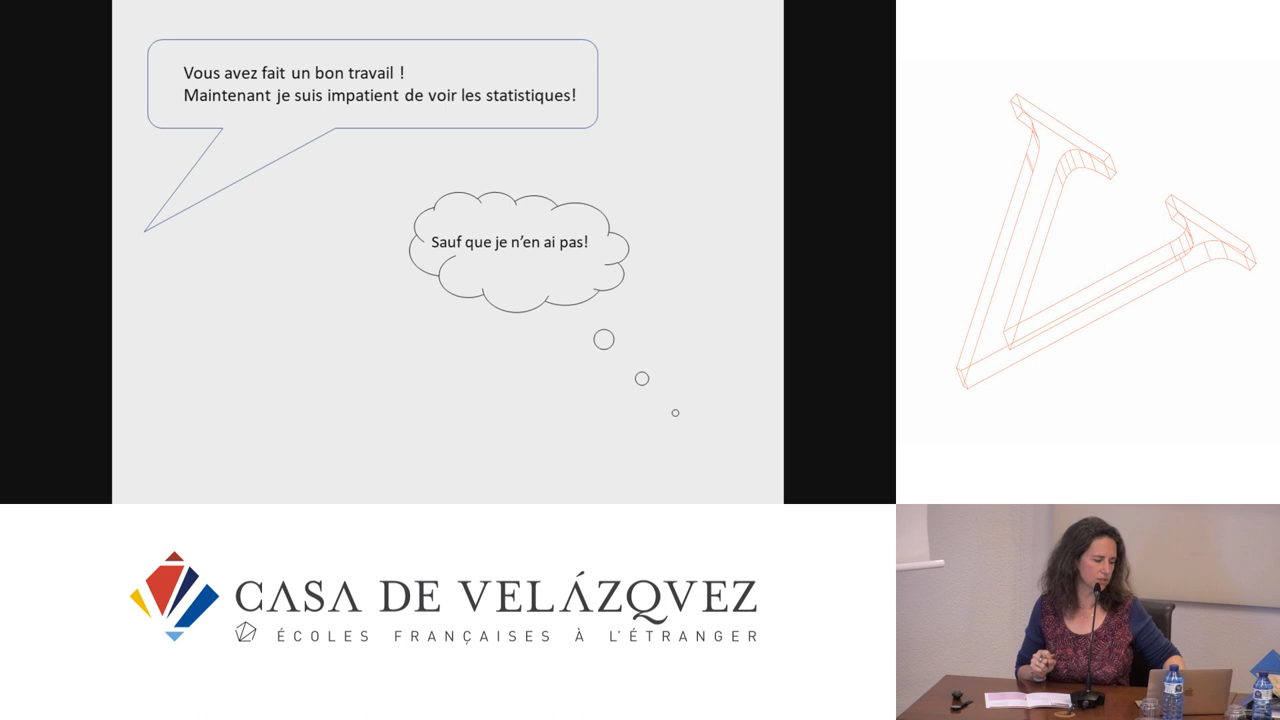 Vous avez fait un bon travail !
Maintenant je suis impatient de voir les statistiques!
Sauf que je n’en ai pas!
CASA DE VELÁZQVEZ
ÉCOLES FRANÇAISES À L'ÉTRANGER